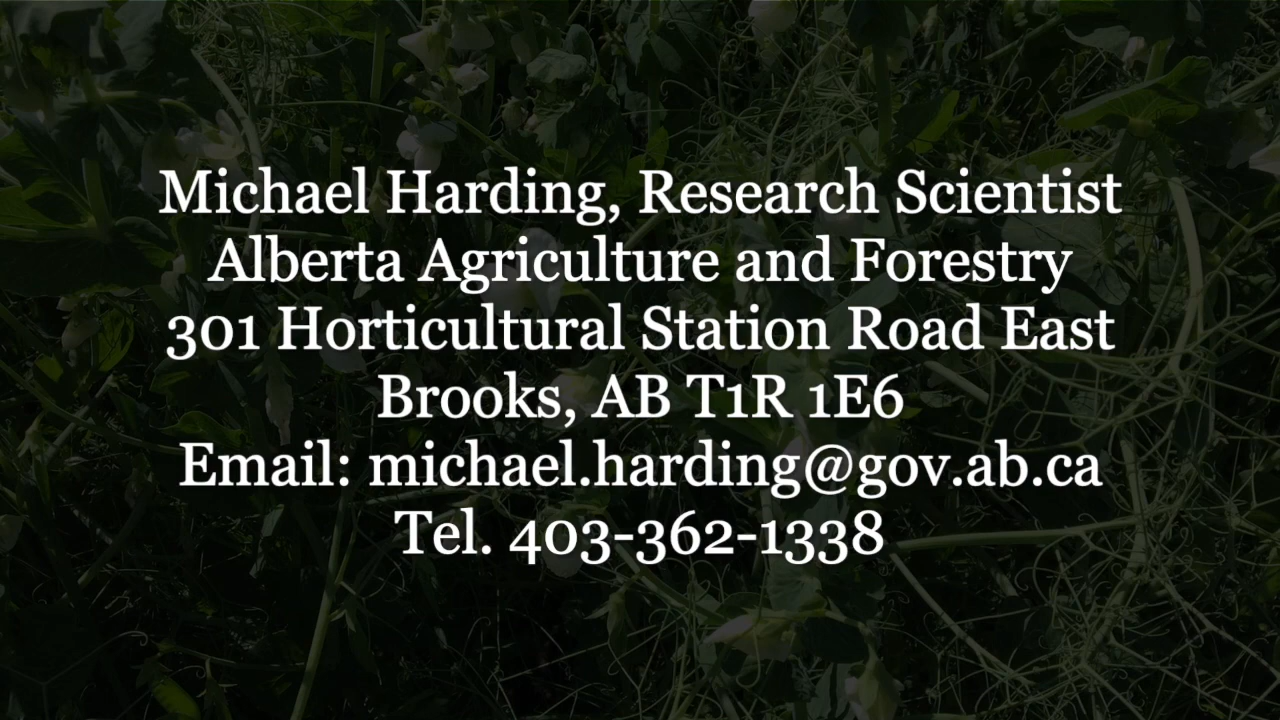 Michael Harding, Research Scientist
Alberta Agriculture and Forestry
301 Horticultural Station Road East
Brooks, AB T1R 1E6
Email: michael.harding@gov.ab.ca
Tel. 403-362-1338